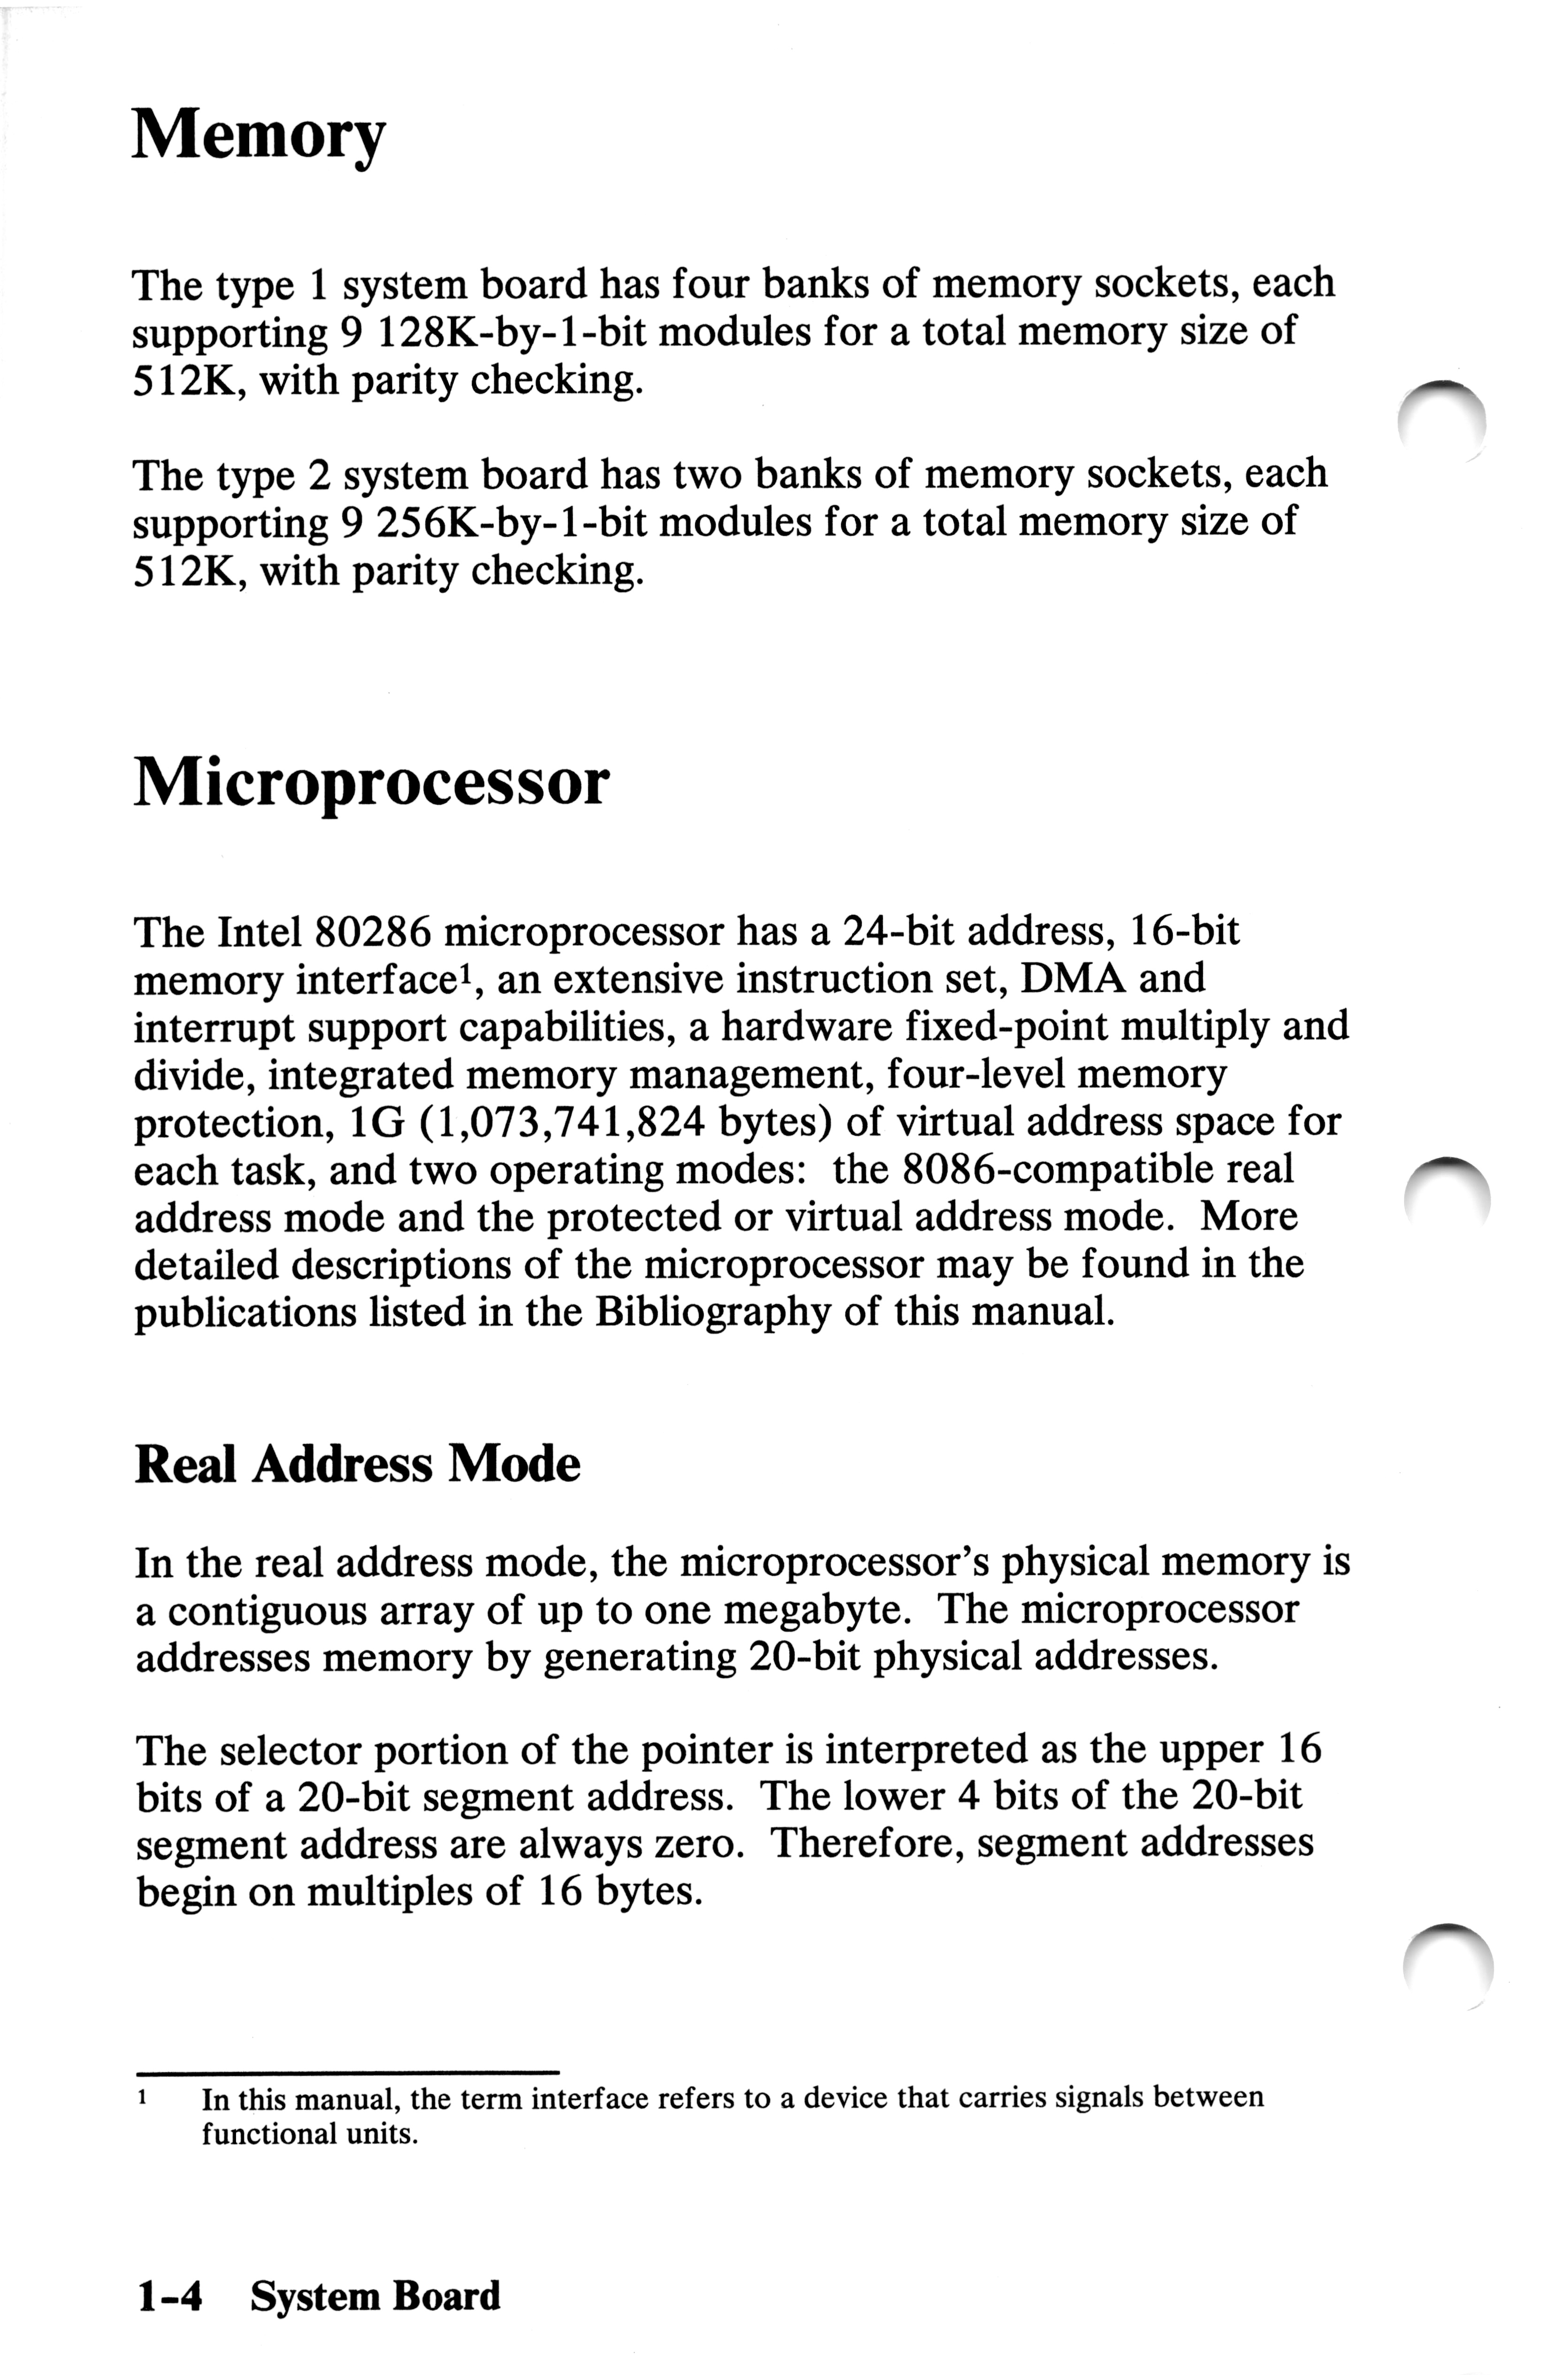 Memory
The type 1 system board has four banks of memory sockets, each
supporting 9 128K-by-1-bit modules for a total memory size of
512K, with parity checking.
The type 2 system board has two banks of memory sockets, each
supporting 9 256K-by-1-bit modules for a total memory size of
512K, with parity checking.
Microprocessor
The Intel 80286 microprocessor has a 24-bit address, 16-bit
memory interface¹, an extensive instruction set, DMA and
interrupt support capabilities, a hardware fixed-point multiply and
divide, integrated memory management, four-level memory
protection, 1G (1,073,741,824 bytes) of virtual address space for
each task, and two operating modes: the 8086-compatible real
address mode and the protected or virtual address mode. More
detailed descriptions of the microprocessor may be found in the
publications listed in the Bibliography of this manual.
Real Address Mode
In the real address mode, the microprocessor's physical memory is
a contiguous array of up to one megabyte. The microprocessor
addresses memory by generating 20-bit physical addresses.
The selector portion of the pointer is interpreted as the upper 16
bits of a 20-bit segment address. The lower 4 bits of the 20-bit
segment address are always zero. Therefore, segment addresses
begin on multiples of 16 bytes.
¹ In this manual, the term interface refers to a device that carries signals between
functional units.
1-4 System Board